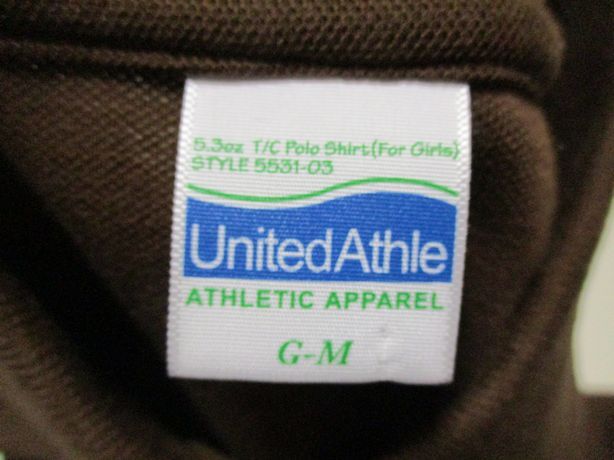 5.3oz T/C Polo Shirt(For Girls)
STYLE 5531-03
UnitedAthle
ATHLETIC APPAREL
G-M